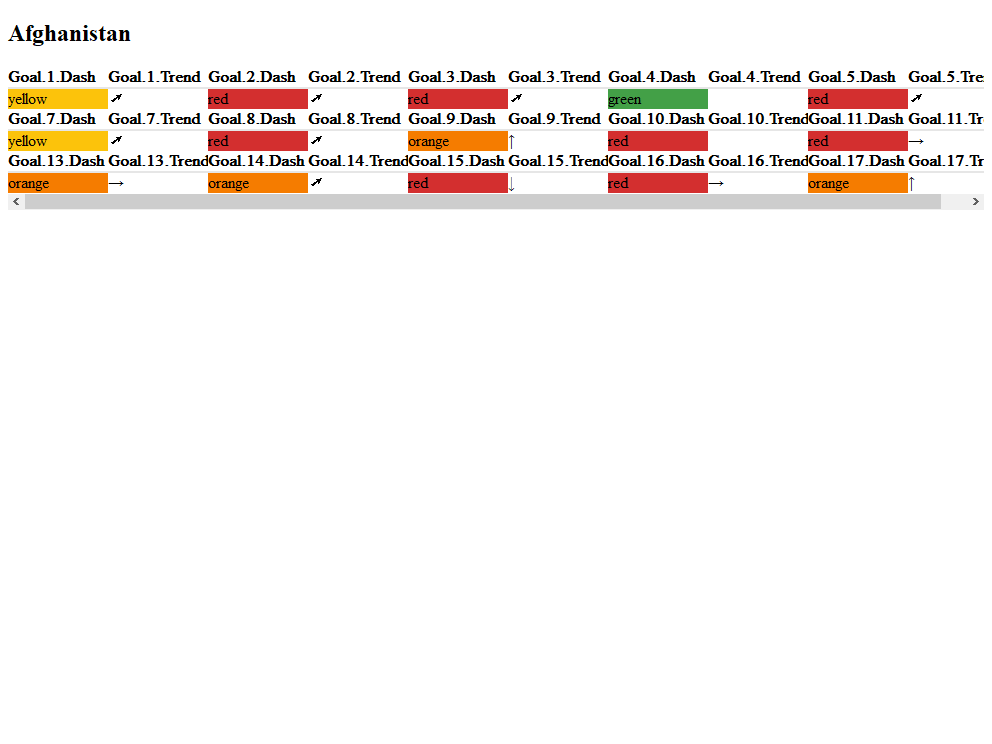 Afghanistan
Goal.1.Dash Goal.1.Trend Goal.2.Dash Goal.2.Trend Goal.3.Dash Goal.3.Trend Goal.4.Dash Goal.4.Trend Goal.5.Dash Goal.5.Tre
yellow ➚ red ➚ red ➚ green red ➚
Goal.7.Dash Goal.7.Trend Goal.8.Dash Goal.8.Trend Goal.9.Dash Goal.9.Trend Goal.10.Dash Goal.10.Trend Goal.11.Dash Goal.11.Tr
yellow ➚ red ➚ orange ↑ red red →
Goal.13.Dash Goal.13.Trend Goal.14.Dash Goal.14.Trend Goal.15.Dash Goal.15.Trend Goal.16.Dash Goal.16.Trend Goal.17.Dash Goal.17.T
orange → orange ➚ red ↓ red → orange ↑